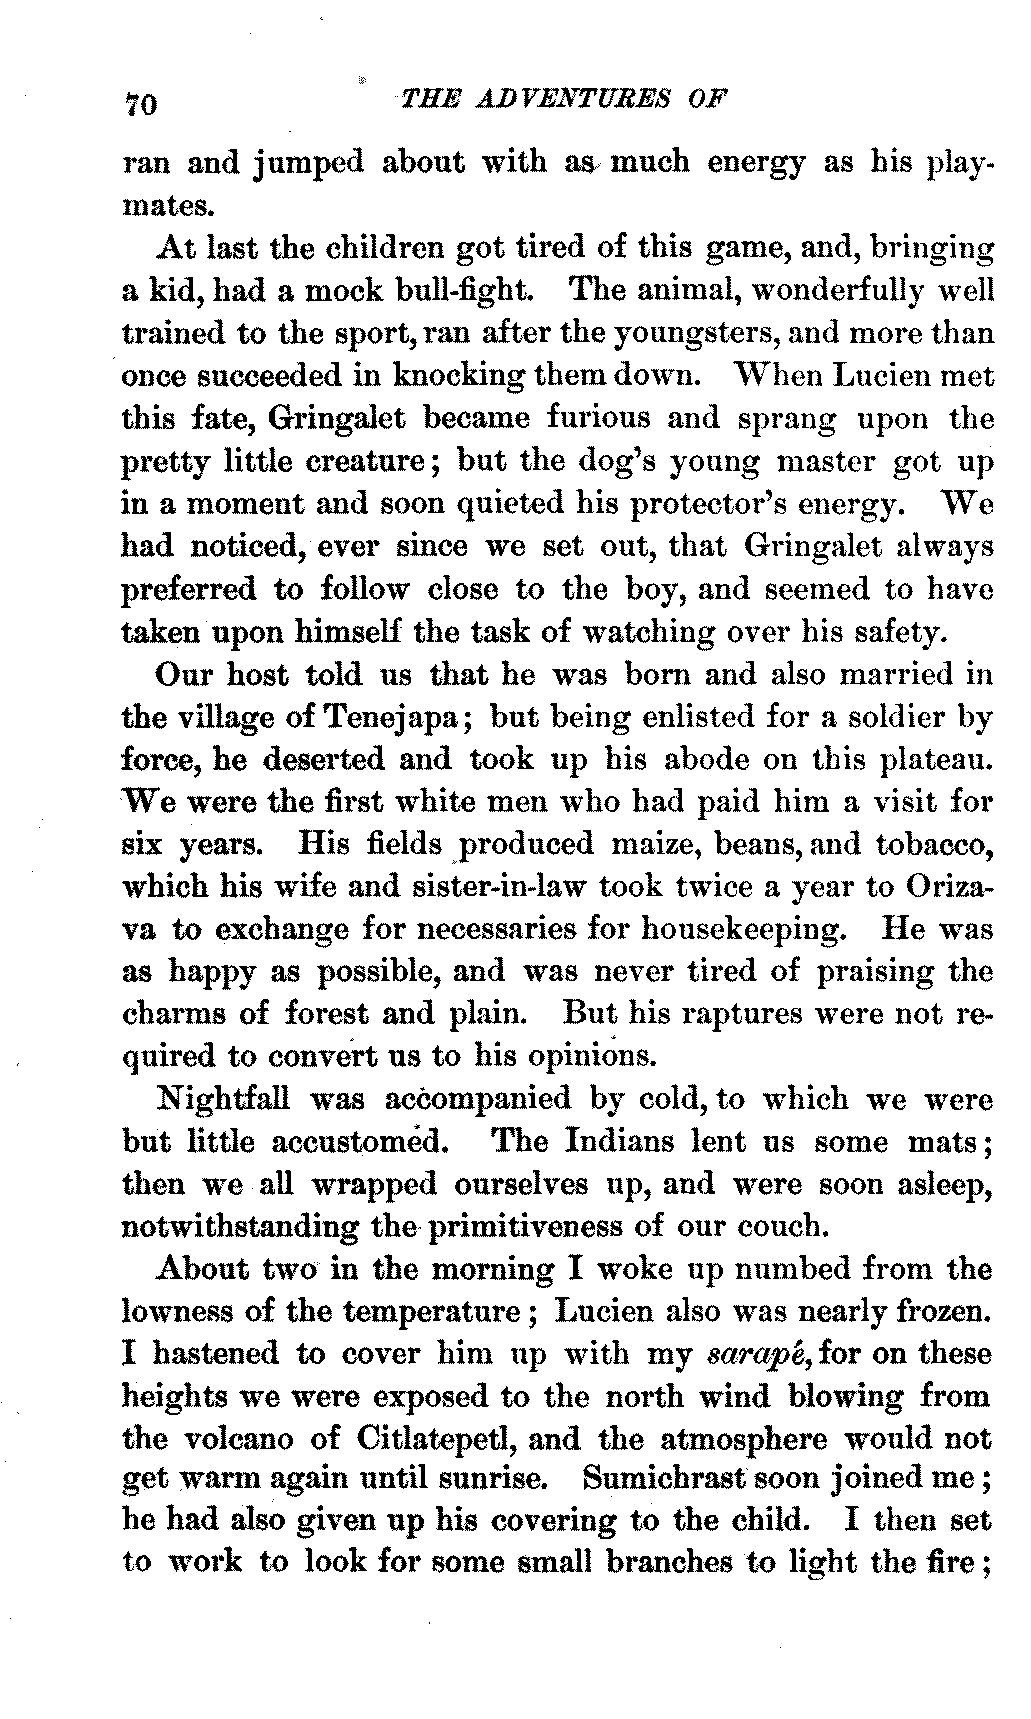 70 THE ADVENTURES OF
ran and jumped about with as much energy as his play-
mates.
At last the children got tired of this game, and, bringing
a kid, had a mock bull-fight. The animal, wonderfully well
trained to the sport, ran after the youngsters, and more than
once succeeded in knocking them down. When Lucien met
this fate, Gringalet became furious and sprang upon the
pretty little creature; but the dog's young master got up
in a moment and soon quieted his protector's energy. We
had noticed, ever since we set out, that Gringalet always
preferred to follow close to the boy, and seemed to have
taken upon himself the task of watching over his safety.
Our host told us that he was born and also married in
the village of Tenejapa; but being enlisted for a soldier by
force, he deserted and took up his abode on this plateau.
We were the first white men who had paid him a visit for
six years. His fields produced maize, beans, and tobacco,
which his wife and sister-in-law took twice a year to Oriza-
va to exchange for necessaries for housekeeping. He was
as happy as possible, and was never tired of praising the
charms of forest and plain. But his raptures were not re-
quired to convert us to his opinions.
Nightfall was accompanied by cold, to which we were
but little accustomed. The Indians lent us some mats;
then we all wrapped ourselves up, and were soon asleep,
notwithstanding the primitiveness of our couch.
About two in the morning I woke up numbed from the
lowness of the temperature; Lucien also was nearly frozen.
I hastened to cover him up with my sarapé, for on these
heights we were exposed to the north wind blowing from
the volcano of Citlatepetl, and the atmosphere would not
get warm again until sunrise. Sumichrast soon joined me;
he had also given up his covering to the child. I then set
to work to look for some small branches to light the fire;